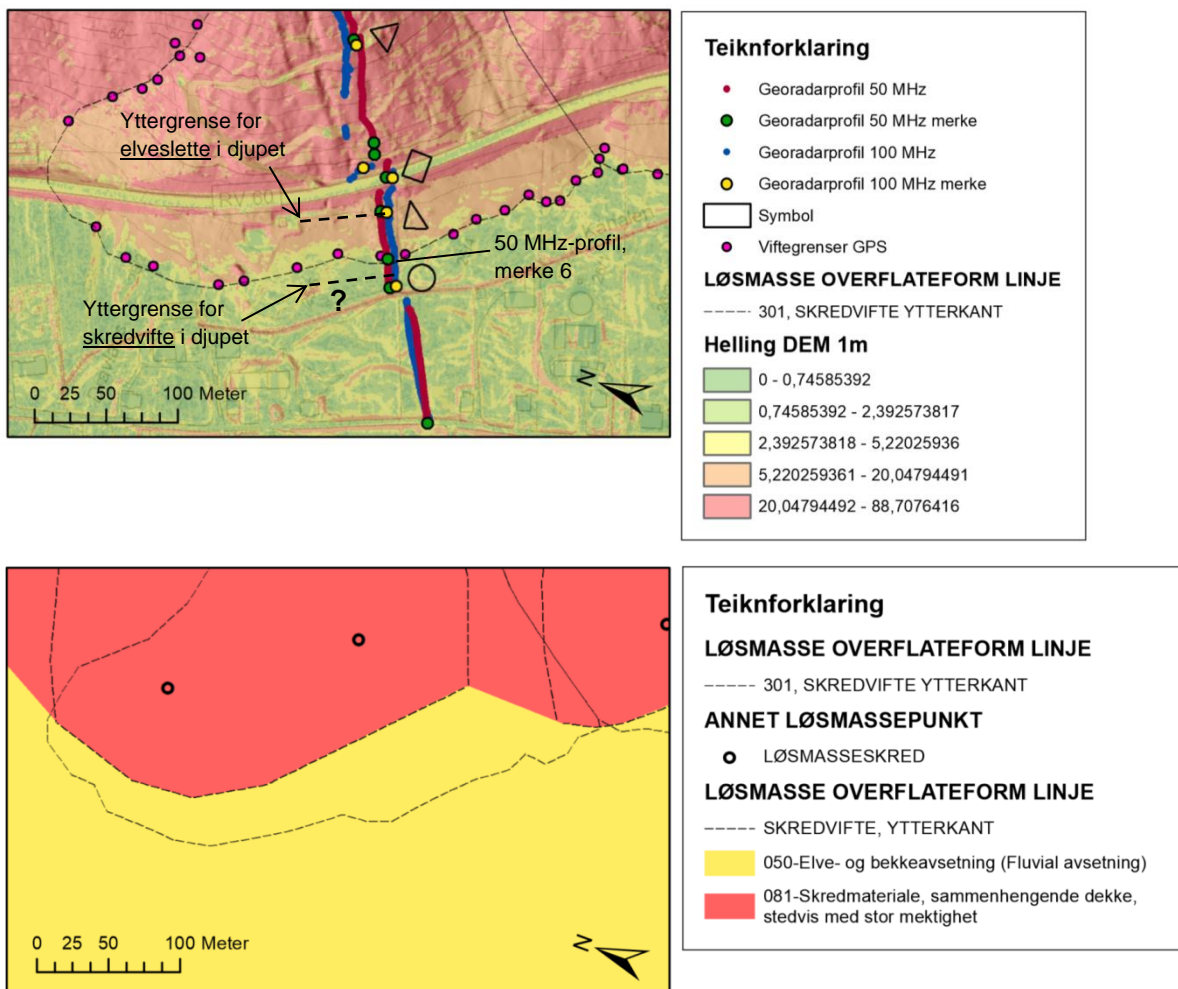 Yttergrense for
elveslette i djupet
RV 60
50 MHz-profil,
merke 6
Yttergrense for
skredvifte i djupet
?
0 25 50 100 Meter
N
Teiknforklaring
Georadarprofil 50 MHz
Georadarprofil 50 MHz merke
Georadarprofil 100 MHz
Georadarprofil 100 MHz merke
Symbol
Viftegrenser GPS
LØSMASSE OVERFLATEFORM LINJE
301, SKREDVIFTE YTTERKANT
Helling DEM 1m
0 - 0,74585392
0,74585392 - 2,392573817
2,392573818 - 5,22025936
5,220259361 - 20,04794491
20,04794492 - 88,7076416
0 25 50 100 Meter
N
Teiknforklaring
LØSMASSE OVERFLATEFORM LINJE
301, SKREDVIFTE YTTERKANT
ANNET LØSMASSEPUNKT
LØSMASSESKRED
LØSMASSE OVERFLATEFORM LINJE
SKREDVIFTE, YTTERKANT
050-Elve- og bekkeavsetning (Fluvial avsetning)
081-Skredmateriale, sammenhengende dekke,
stedvis med stor mektighet